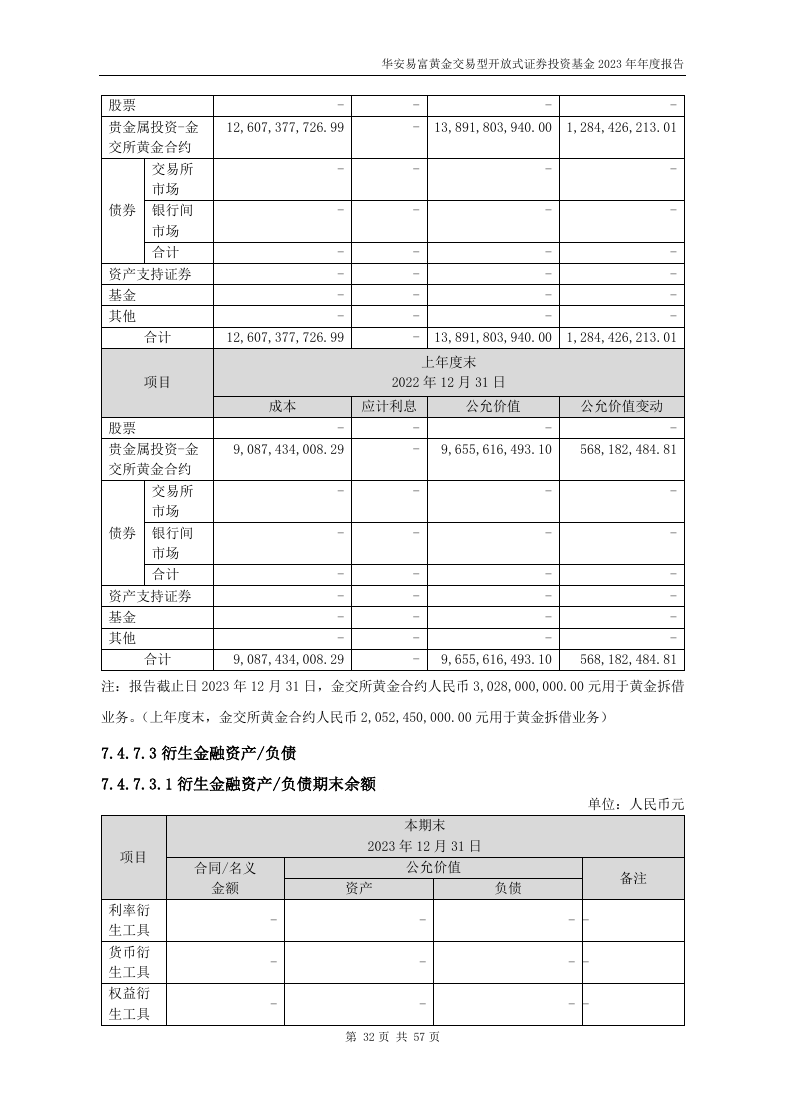 华安易富黄金交易型开放式证券投资基金 2023 年年度报告
股票 － － － －
贵金属投资-金 12,607,377,726.99 － 13,891,803,940.00 1,284,426,213.01
交所黄金合约
交易所 － － － －
市场
债券
银行间 － － － －
市场
合计 － － － －
资产支持证券 － － － －
基金 － － － －
其他 － － － －
合计 12,607,377,726.99 － 13,891,803,940.00 1,284,426,213.01
上年度末
项目
2022 年 12 月 31 日
成本 应计利息 公允价值 公允价值变动
股票 － － － －
贵金属投资-金 9,087,434,008.29 － 9,655,616,493.10 568,182,484.81
交所黄金合约
交易所 － － － －
市场
债券
银行间 － － － －
市场
合计 － － － －
资产支持证券 － － － －
基金 － － － －
其他 － － － －
合计 9,087,434,008.29 － 9,655,616,493.10 568,182,484.81
注：报告截止日 2023 年 12 月 31 日，金交所黄金合约人民币 3,028,000,000.00 元用于黄金拆借
业务。（上年度末，金交所黄金合约人民币 2,052,450,000.00 元用于黄金拆借业务）
7.4.7.3 衍生金融资产/负债
7.4.7.3.1 衍生金融资产/负债期末余额
单位：人民币元
本期末
2023 年 12 月 31 日
项目
合同/名义 公允价值
备注
金额 资产 负债
利率衍
生工具 － － － －
货币衍
生工具 － － － －
权益衍
生工具 － － － －
第 32 页 共 57 页